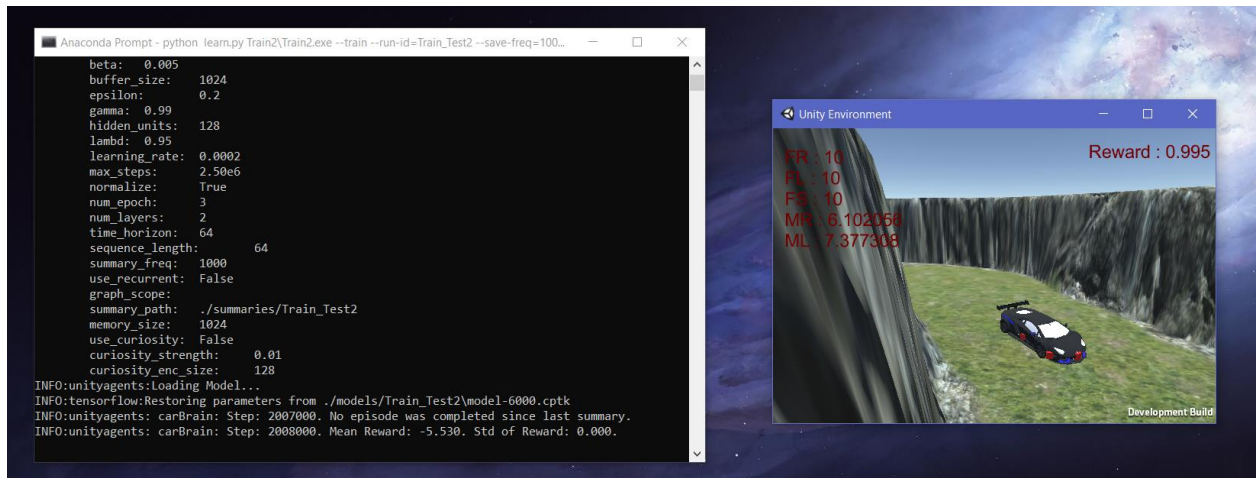 Anaconda Prompt - python learn.py Train2\Train2.exe --train --run-id=Train_Test2 --save-freq=100...
beta: 0.005
buffer_size: 1024
epsilon: 0.2
gamma: 0.99
hidden_units: 128
lambd: 0.95
learning_rate: 0.0002
max_steps: 2.50e6
normalize: True
num_epoch: 3
num_layers: 2
time_horizon: 64
sequence_length: 64
summary_freq: 1000
use_recurrent: False
graph_scope:
summary_path: ./summaries/Train_Test2
memory_size: 1024
use_curiosity: False
curiosity_strength: 0.01
curiosity_enc_size: 128
INFO:unityagents:Loading Model...
INFO:tensorflow:Restoring parameters from ./models/Train_Test2\model-6000.cptk
INFO:unityagents: carBrain: Step: 2007000. No episode was completed since last summary.
INFO:unityagents: carBrain: Step: 2008000. Mean Reward: -5.530. Std of Reward: 0.000.
Unity Environment
Reward : 0.995
FR : 10
FL : 10
FS : 10
MR : 6.102056
ML : 7.377308
Development Build